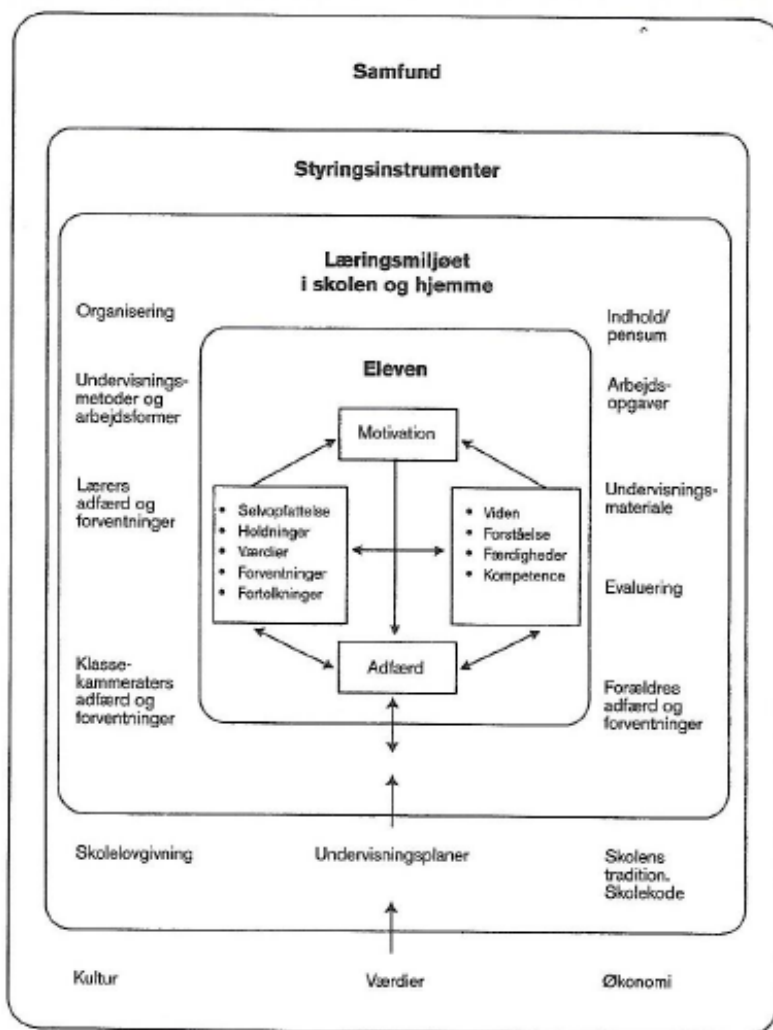 Samfund
Styringsinstrumenter
Læringsmiljøet
i skolen og hjemme
Organisering
Indhold/
pensum
Eleven
Undervisnings-
metoder og
arbejdsformer
Arbejds-
opgaver
Motivation
Lærers
adfærd og
forventninger
• Selvopfattelse
• Holdninger
• Værdier
• Forventninger
• Fortolkninger
• Viden
• Forståelse
• Færdigheder
• Kompetence
Undervisnings-
materiale
Evaluering
Adfærd
Klasse-
kammeraters
adfærd og
forventninger
Forældres
adfærd og
forventninger
Skolelovgivning
Undervisningsplaner
Skolens
tradition.
Skolekode
Kultur
Værdier
Økonomi